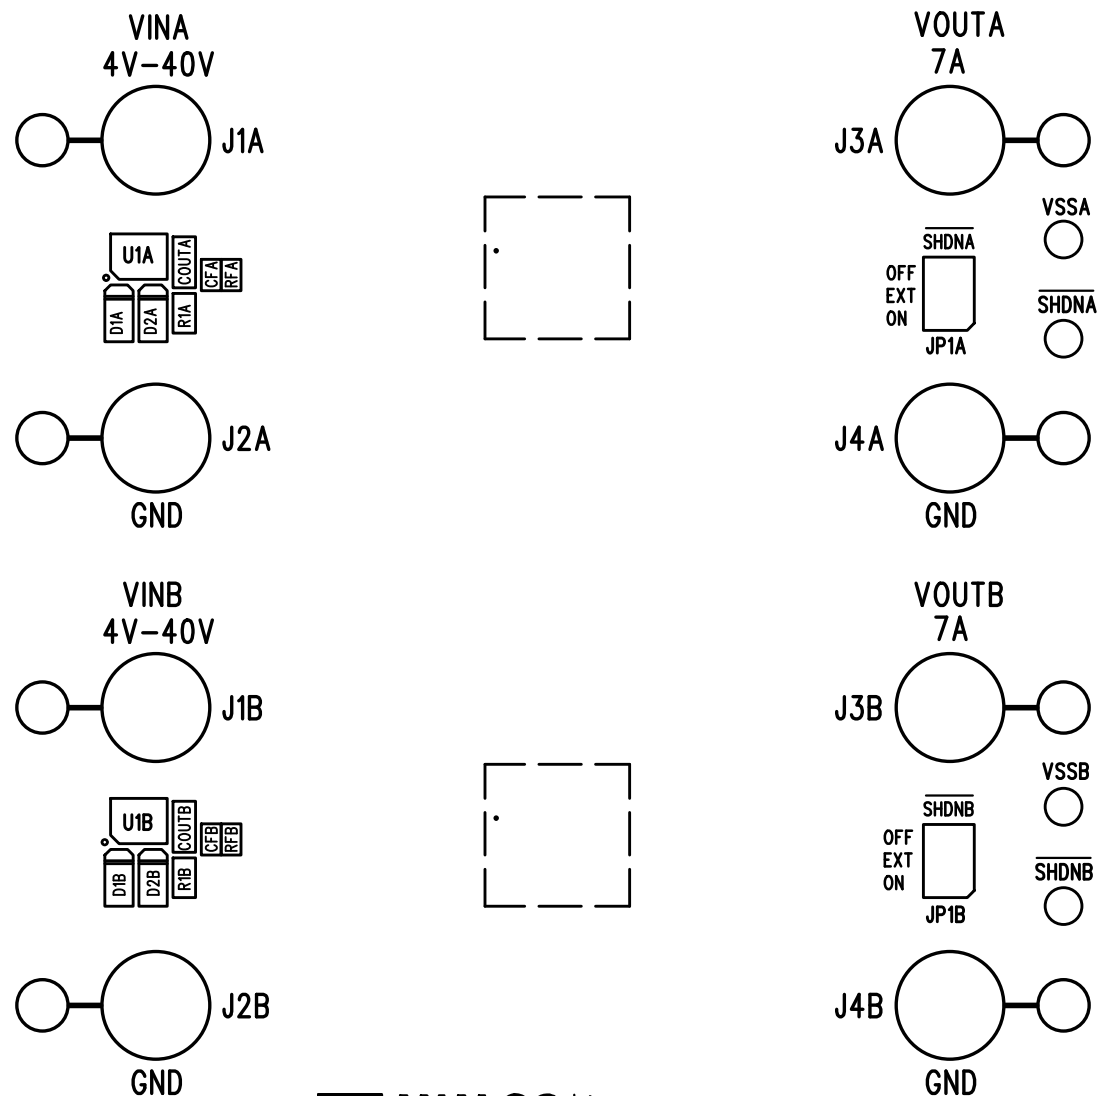 VINA
4V-40V
VOUTA
7A
J1A
J3A
VSSA
U1A
COUTA
CFA
RFA
SHDNA
OFF
EXT
ON
SHDNA
D1A
D2A
R1A
JP1A
J2A
J4A
GND
GND
VINB
4V-40V
VOUTB
7A
J1B
J3B
VSSB
U1B
COUTB
CFB
RFB
SHDNB
OFF
EXT
ON
SHDNB
D1B
D2B
R1B
JP1B
J2B
J4B
GND
GND